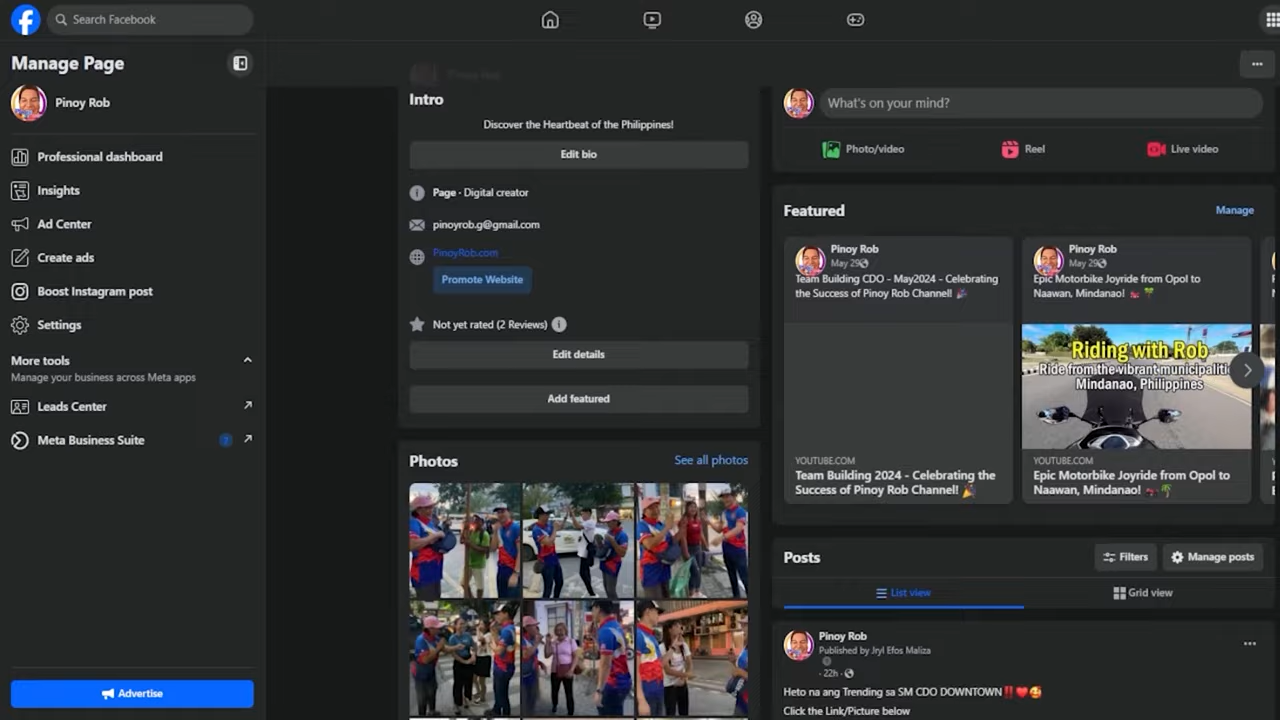 Search Facebook
Manage Page
Pinoy Rob
Professional dashboard
Insights
Ad Center
Create ads
Boost Instagram post
Settings
More tools
Manage your business across Meta apps
Leads Center
Meta Business Suite
Advertise
Intro
Discover the Heartbeat of the Philippines!
Edit bio
Page · Digital creator
pinoyrob.g@gmail.com
PinoyRob.com
Promote Website
Not yet rated (2 Reviews)
Edit details
Add featured
Photos
See all photos
What's on your mind?
Photo/video
Reel
Live video
Featured
Manage
Pinoy Rob
May 29
Team Building CDO - May2024 - Celebrating
the Success of Pinoy Rob Channel!
YOUTUBE.COM
Team Building 2024 - Celebrating the
Success of Pinoy Rob Channel!
Pinoy Rob
May 29
Epic Motorbike Joyride from Opol to
Naawan, Mindanao!
Riding with Rob
Ride from the vibrant municipaliti
Mindanao, Philippines
YOUTUBE.COM
Epic Motorbike Joyride from Opol to
Naawan, Mindanao!
Posts
Filters
Manage posts
List view
Grid view
Pinoy Rob
Published by Jryl Efos Maliza
· 22h ·
Heto na ang Trending sa SM CDO DOWNTOWN‼️❤️🥰
Click the Link/Picture below